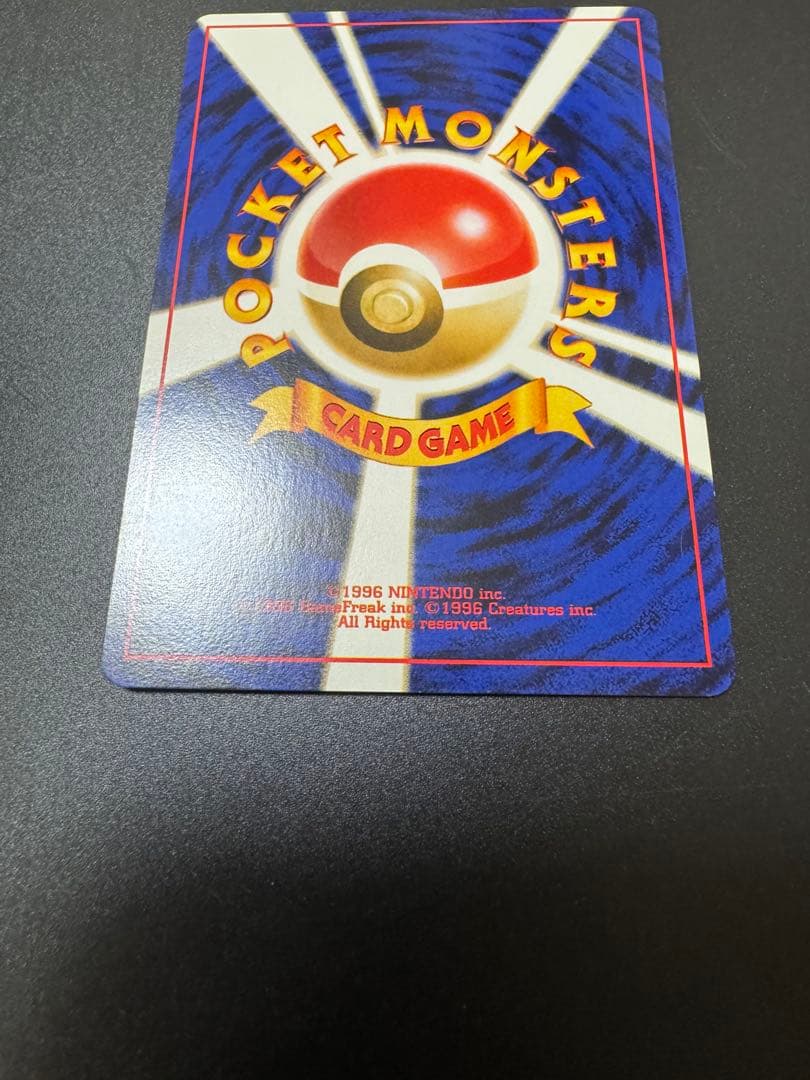 POCKET MONSTERS
CARD GAME
©1996 NINTENDO inc.
©1996 GameFreak inc. ©1996 Creatures inc.
All Rights reserved.